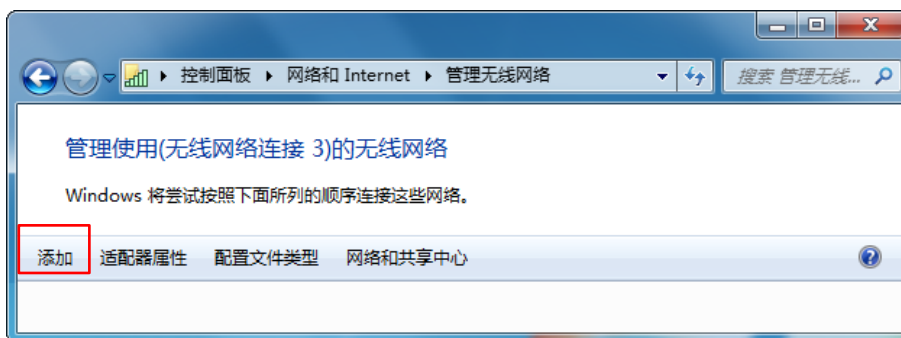 控制面板 ▸ 网络和 Internet ▸ 管理无线网络
搜索 管理无线...
管理使用(无线网络连接 3)的无线网络
Windows 将尝试按照下面所列的顺序连接这些网络。
添加 适配器属性 配置文件类型 网络和共享中心